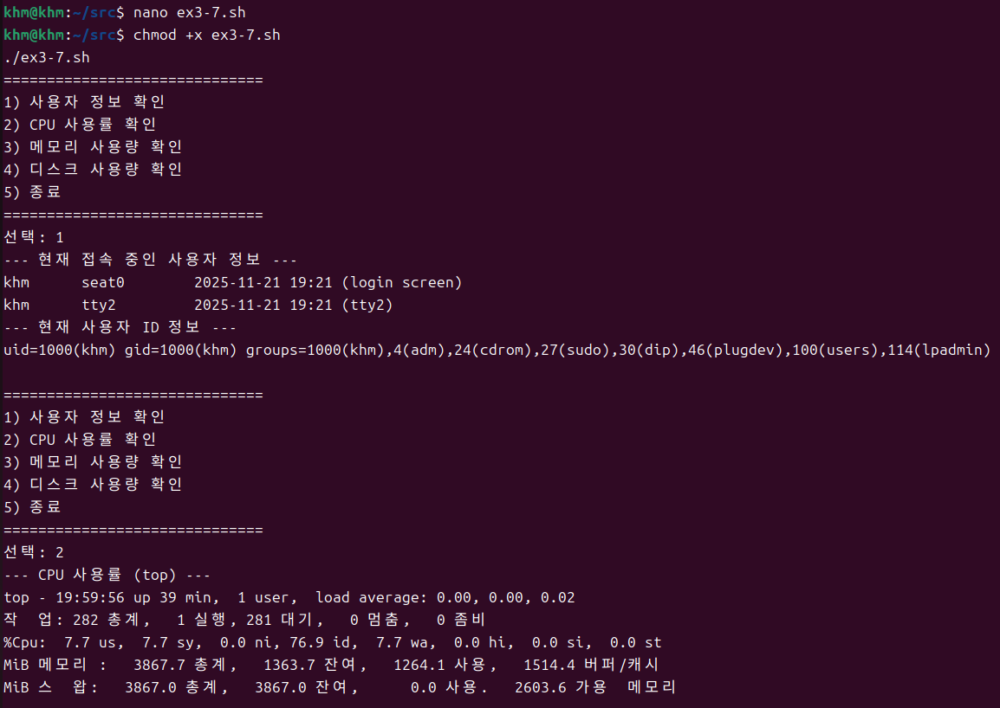 khm@khm:~/src$ nano ex3-7.sh
khm@khm:~/src$ chmod +x ex3-7.sh
./ex3-7.sh
==============================
1) 사용자 정보 확인
2) CPU 사용률 확인
3) 메모리 사용량 확인
4) 디스크 사용량 확인
5) 종료
==============================
선택: 1
--- 현재 접속 중인 사용자 정보 ---
khm      seat0        2025-11-21 19:21 (login screen)
khm      tty2         2025-11-21 19:21 (tty2)
--- 현재 사용자 ID 정보 ---
uid=1000(khm) gid=1000(khm) groups=1000(khm),4(adm),24(cdrom),27(sudo),30(dip),46(plugdev),100(users),114(lpadmin)
==============================
1) 사용자 정보 확인
2) CPU 사용률 확인
3) 메모리 사용량 확인
4) 디스크 사용량 확인
5) 종료
==============================
선택: 2
--- CPU 사용률 (top) ---
top - 19:59:56 up 39 min,  1 user,  load average: 0.00, 0.00, 0.02
작  업: 282 총계,   1 실행, 281 대기,   0 멈춤,   0 좀비
%Cpu:  7.7 us,  7.7 sy,  0.0 ni, 76.9 id,  7.7 wa,  0.0 hi,  0.0 si,  0.0 st
MiB 메모리 :   3867.7 총계,   1363.7 잔여,   1264.1 사용,   1514.4 버퍼/캐시
MiB 스 왑:   3867.0 총계,   3867.0 잔여,      0.0 사용.   2603.6 가용  메모리